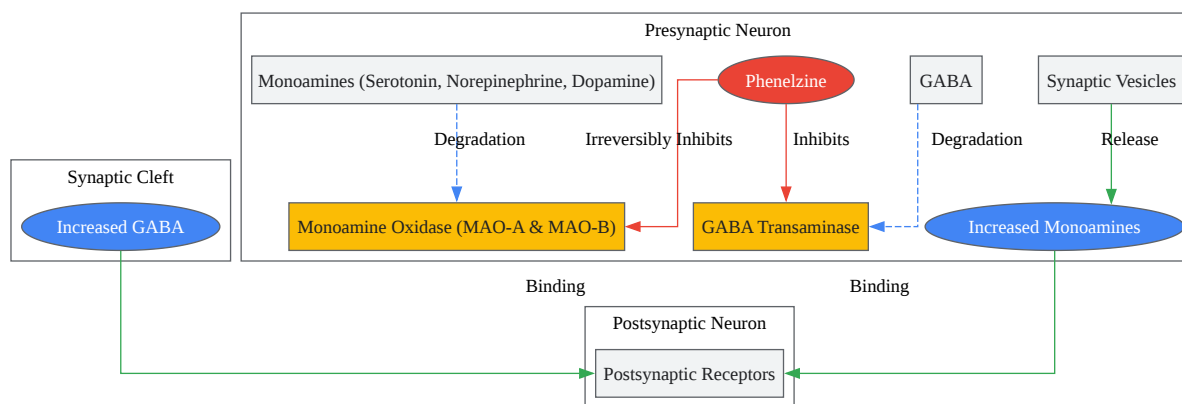 Presynaptic Neuron
Monoamines (Serotonin, Norepinephrine, Dopamine)
Phenelzine
GABA
Synaptic Vesicles
Degradation
Irreversibly Inhibits
Inhibits
Degradation
Release
Synaptic Cleft
Increased GABA
Monoamine Oxidase (MAO-A & MAO-B)
GABA Transaminase
Increased Monoamines
Binding
Binding
Postsynaptic Neuron
Postsynaptic Receptors